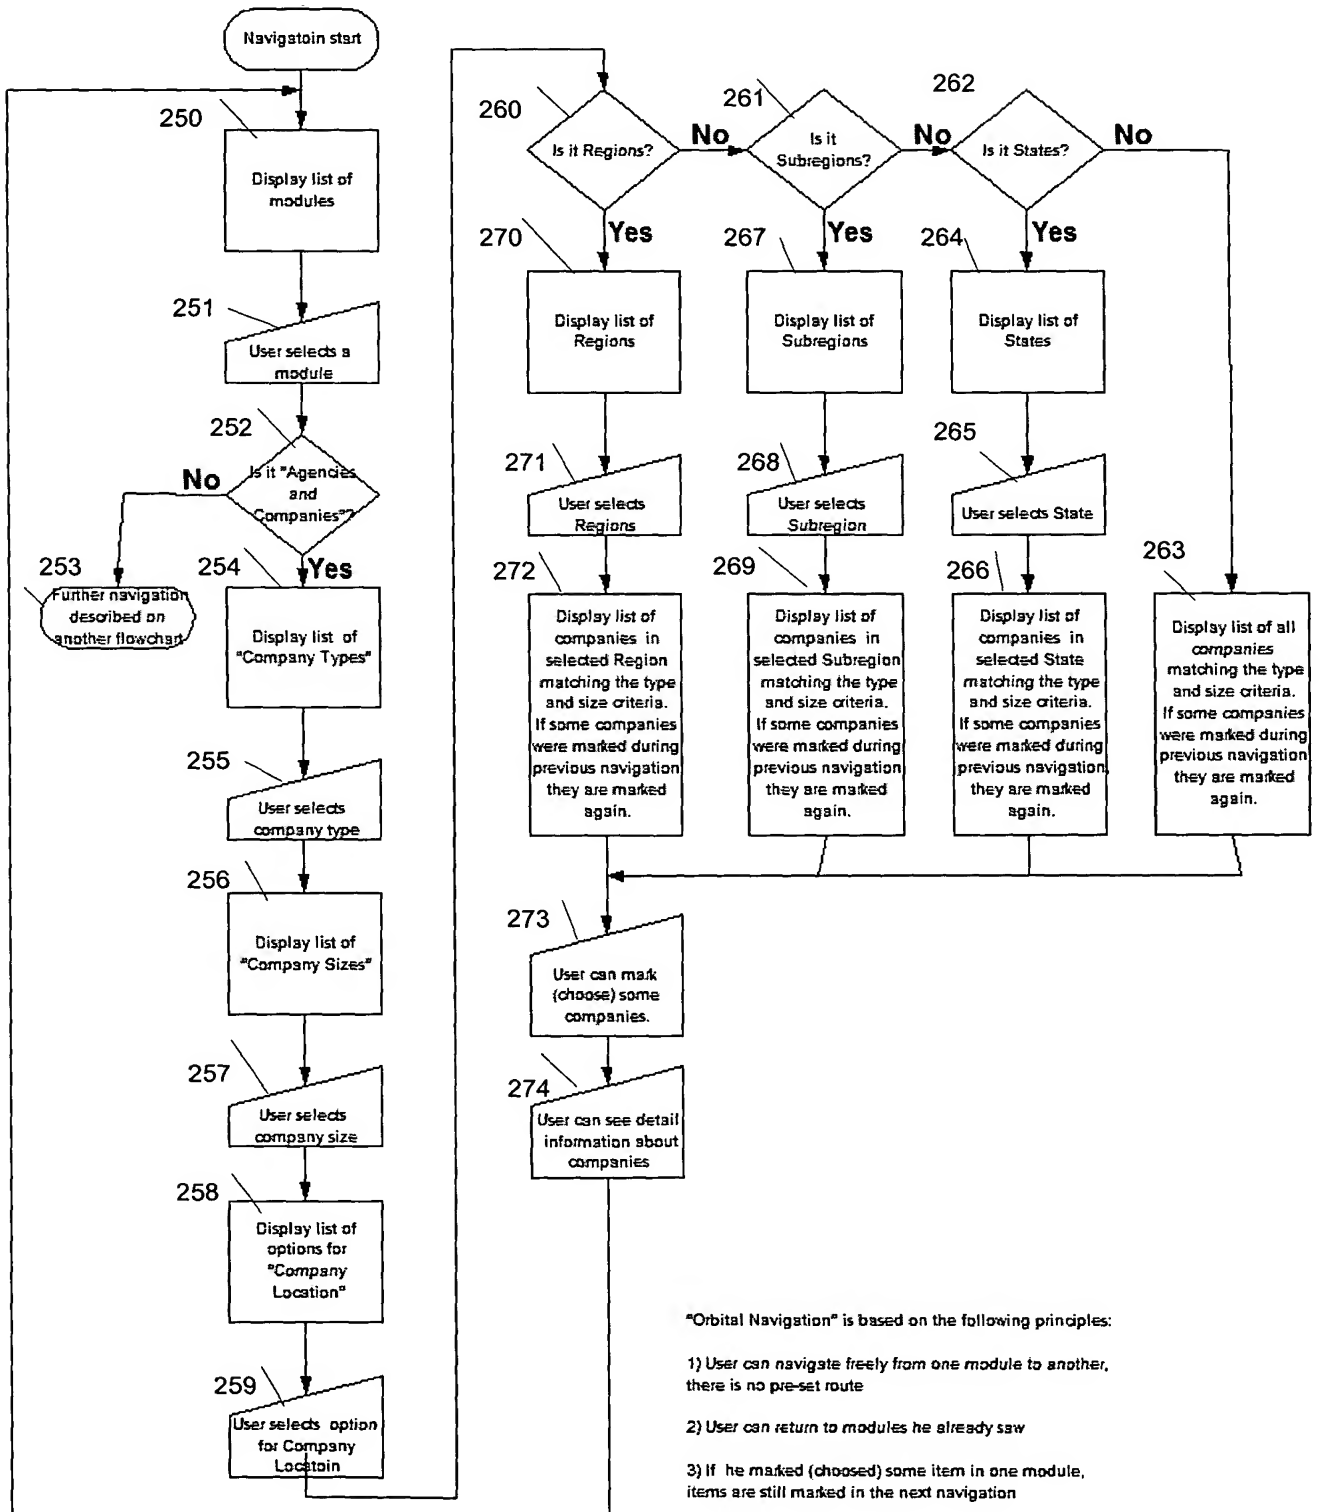 Navigatoin start
250
Display list of
modules
251
User selects a
module
252
Is it "Agencies
and
Companies"?
No
Yes
253
Further navigation
described on
another flowchart
254
Display list of
"Company Types"
255
User selects
company type
256
Display list of
"Company Sizes"
257
User selects
company size
258
Display list of
options for
"Company
Location"
259
User selects option
for Company
Locatoin
260
Is it Regions?
No
Yes
261
Is it
Subregions?
No
Yes
262
Is it States?
No
Yes
270
Display list of
Regions
267
Display list of
Subregions
264
Display list of
States
271
User selects
Regions
268
User selects
Subregion
265
User selects State
272
Display list of
companies in
selected Region
matching the type
and size criteria.
If some companies
were marked during
previous navigation
they are marked
again.
269
Display list of
companies in
selected Subregion
matching the type
and size criteria.
If some companies
were marked during
previous navigation
they are marked
again.
266
Display list of
companies in
selected State
matching the type
and size criteria.
If some companies
were marked during
previous navigation
they are marked
again.
263
Display list of all
companies
matching the type
and size criteria.
If some companies
were marked during
previous navigation
they are marked
again.
273
User can mark
(choose) some
companies.
274
User can see detail
information about
companies
"Orbital Navigation" is based on the following principles:
1) User can navigate freely from one module to another,
there is no pre-set route
2) User can return to modules he already saw
3) If he marked (choosed) some item in one module,
items are still marked in the next navigation